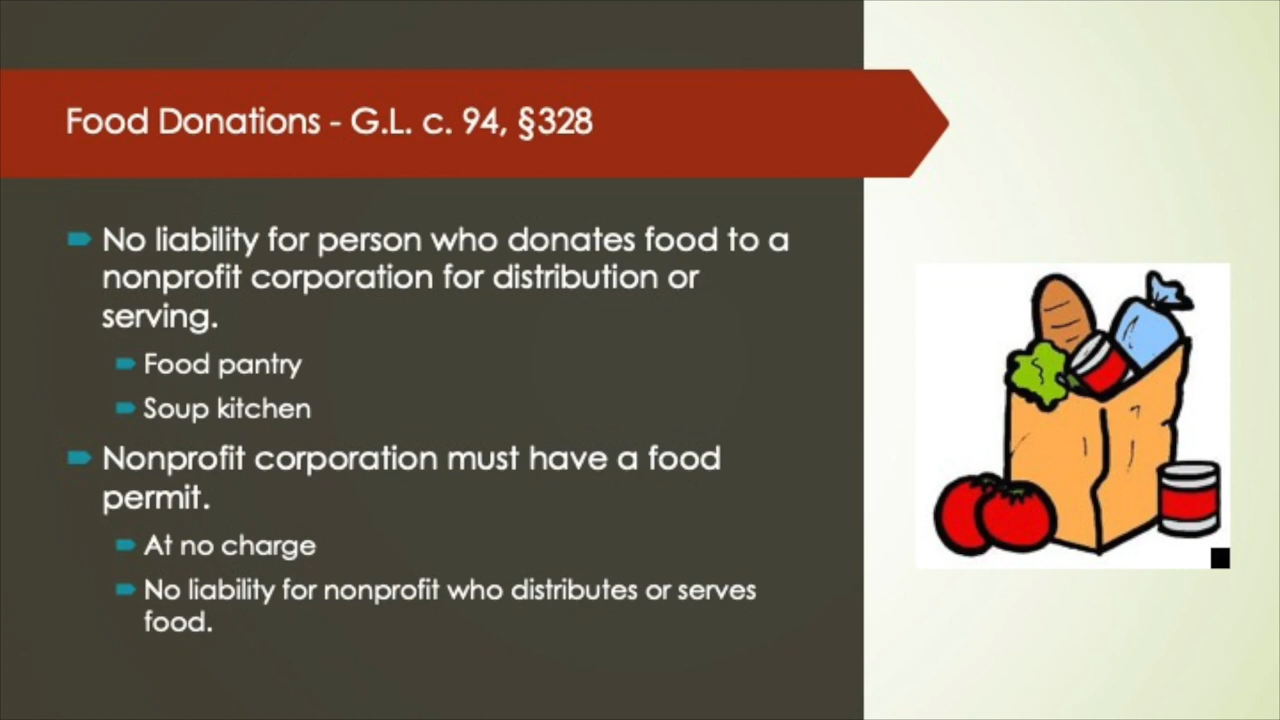 Food Donations - G.L. c. 94, §328
No liability for person who donates food to a
nonprofit corporation for distribution or
serving.
Food pantry
Soup kitchen
Nonprofit corporation must have a food
permit.
At no charge
No liability for nonprofit who distributes or serves
food.